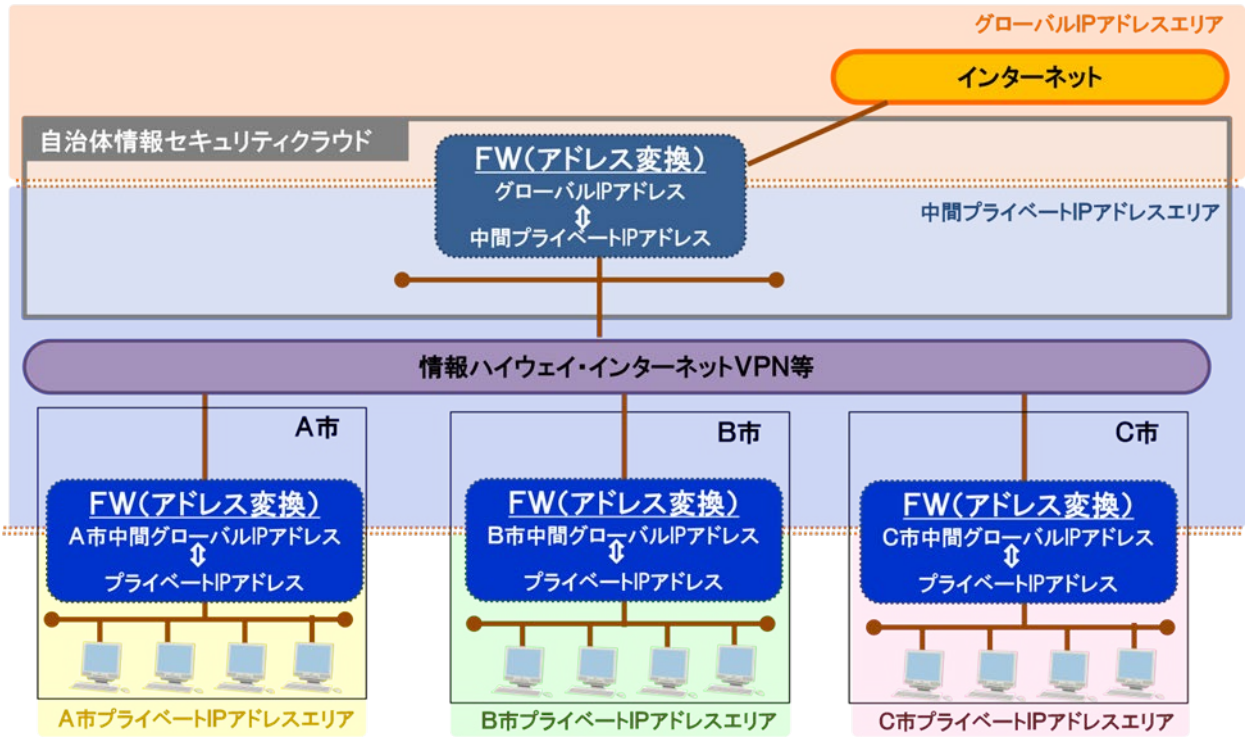 グローバルIPアドレスエリア
インターネット
自治体情報セキュリティクラウド
FW(アドレス変換)
グローバルIPアドレス
⇕
中間プライベートIPアドレス
中間プライベートIPアドレスエリア
情報ハイウェイ・インターネットVPN等
A市
FW(アドレス変換)
A市中間グローバルIPアドレス
⇕
プライベートIPアドレス
A市プライベートIPアドレスエリア
B市
FW(アドレス変換)
B市中間グローバルIPアドレス
⇕
プライベートIPアドレス
B市プライベートIPアドレスエリア
C市
FW(アドレス変換)
C市中間グローバルIPアドレス
⇕
プライベートIPアドレス
C市プライベートIPアドレスエリア